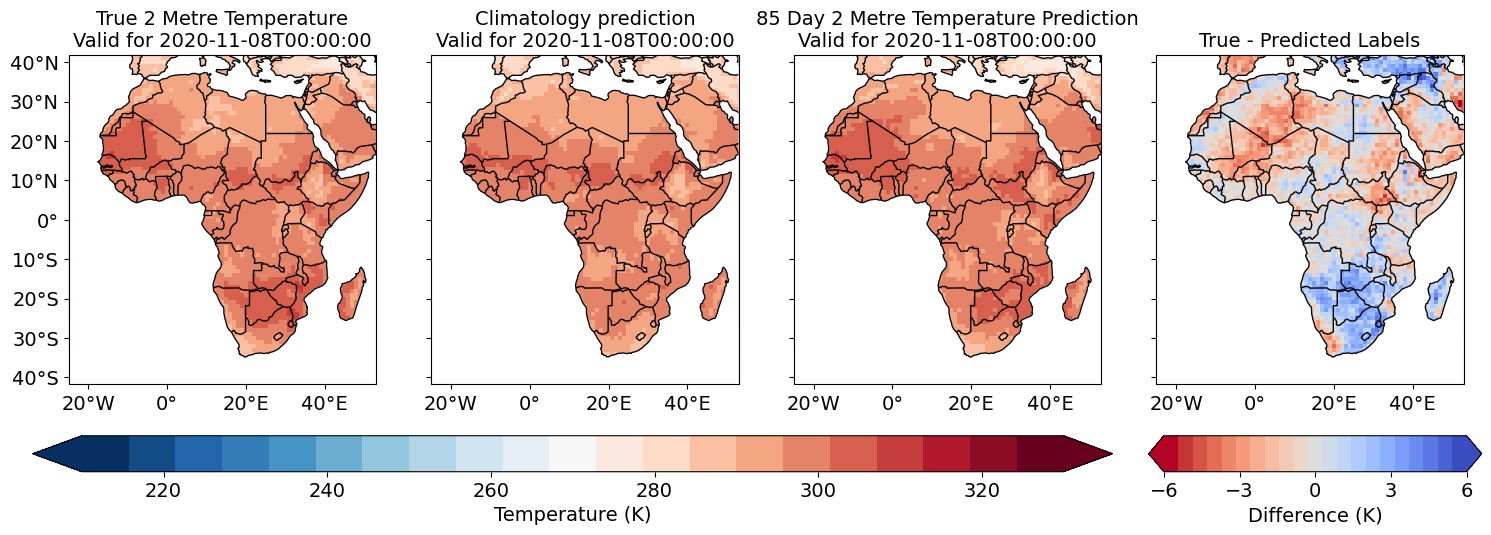 True 2 Metre Temperature
Valid for 2020-11-08T00:00:00
Climatology prediction
Valid for 2020-11-08T00:00:00
85 Day 2 Metre Temperature Prediction
Valid for 2020-11-08T00:00:00
True - Predicted Labels
40°N
30°N
20°N
10°N
0°
10°S
20°S
30°S
40°S
20°W 0° 20°E 40°E
20°W 0° 20°E 40°E
20°W 0° 20°E 40°E
20°W 0° 20°E 40°E
220 240 260 280 300 320
Temperature (K)
−6 −3 0 3 6
Difference (K)